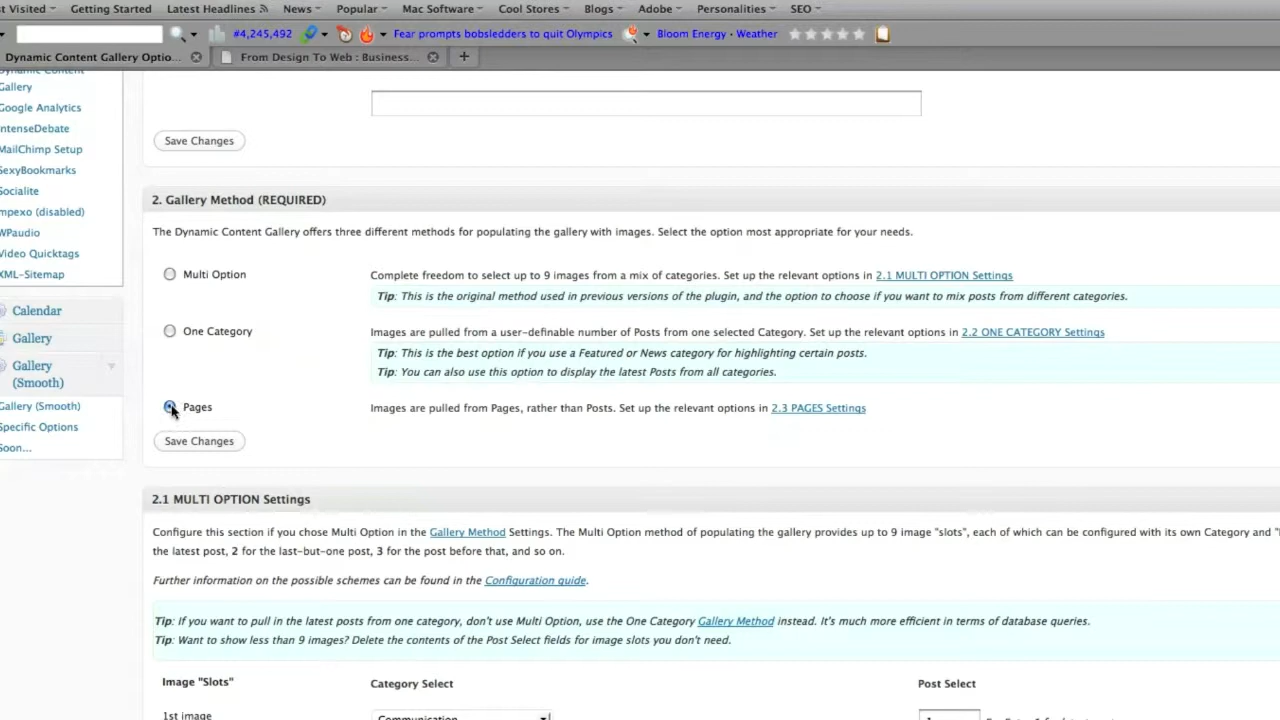 t Visited Getting Started Latest Headlines News Popular Mac Software Cool Stores Blogs Adobe Personalities SEO
#4,245,492 Fear prompts bobsledders to quit Olympics Bloom Energy - Weather
Dynamic Content Gallery Optio... From Design To Web : Business...
Dynamic Content
Gallery
Google Analytics
IntenseDebate
MailChimp Setup
SexyBookmarks
Socialite
mpexo (disabled)
WPaudio
Video Quicktags
XML-Sitemap
Calendar
Gallery
Gallery
(Smooth)
Gallery (Smooth)
Specific Options
Soon...
Save Changes
2. Gallery Method (REQUIRED)
The Dynamic Content Gallery offers three different methods for populating the gallery with images. Select the option most appropriate for your needs.
Multi Option Complete freedom to select up to 9 images from a mix of categories. Set up the relevant options in 2.1 MULTI OPTION Settings
Tip: This is the original method used in previous versions of the plugin, and the option to choose if you want to mix posts from different categories.
One Category Images are pulled from a user-definable number of Posts from one selected Category. Set up the relevant options in 2.2 ONE CATEGORY Settings
Tip: This is the best option if you use a Featured or News category for highlighting certain posts.
Tip: You can also use this option to display the latest Posts from all categories.
Pages Images are pulled from Pages, rather than Posts. Set up the relevant options in 2.3 PAGES Settings
Save Changes
2.1 MULTI OPTION Settings
Configure this section if you chose Multi Option in the Gallery Method Settings. The Multi Option method of populating the gallery provides up to 9 image "slots", each of which can be configured with its own Category and "
the latest post, 2 for the last-but-one post, 3 for the post before that, and so on.
Further information on the possible schemes can be found in the Configuration guide.
Tip: If you want to pull in the latest posts from one category, don't use Multi Option, use the One Category Gallery Method instead. It's much more efficient in terms of database queries.
Tip: Want to show less than 9 images? Delete the contents of the Post Select fields for image slots you don't need.
Image "Slots" Category Select Post Select
1st image Communication